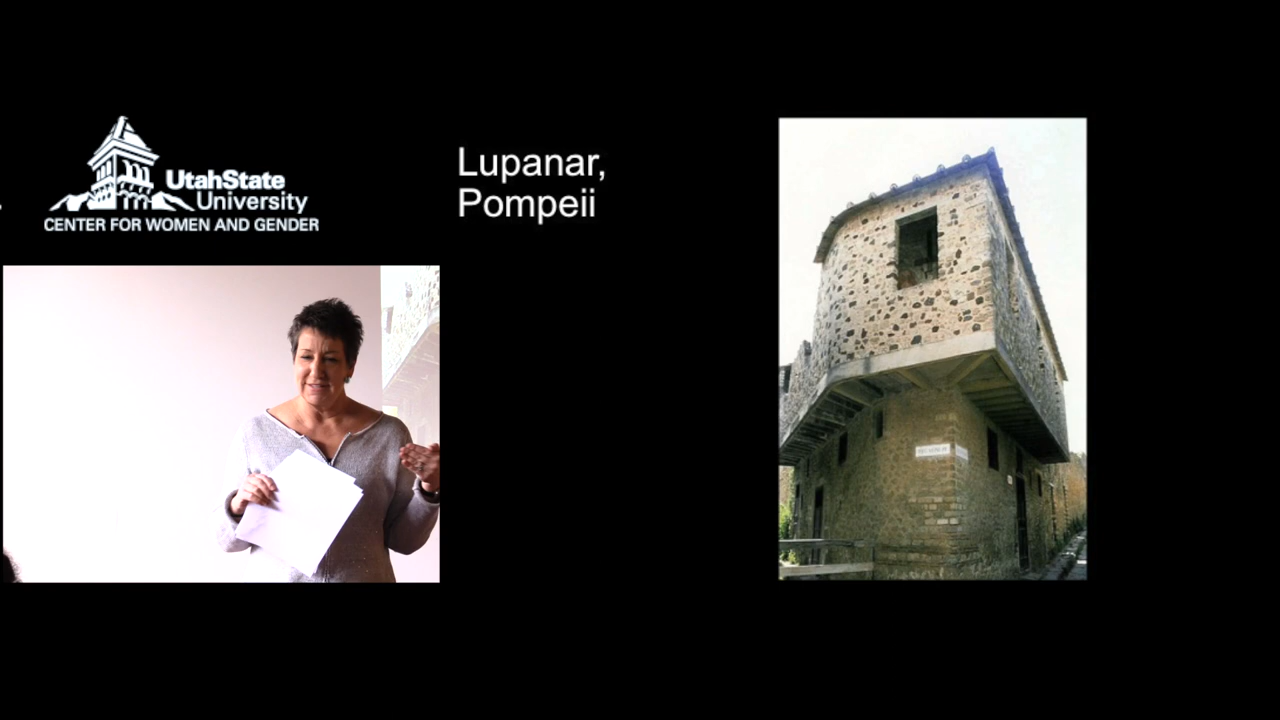 UtahState
University
CENTER FOR WOMEN AND GENDER
Lupanar,
Pompeii